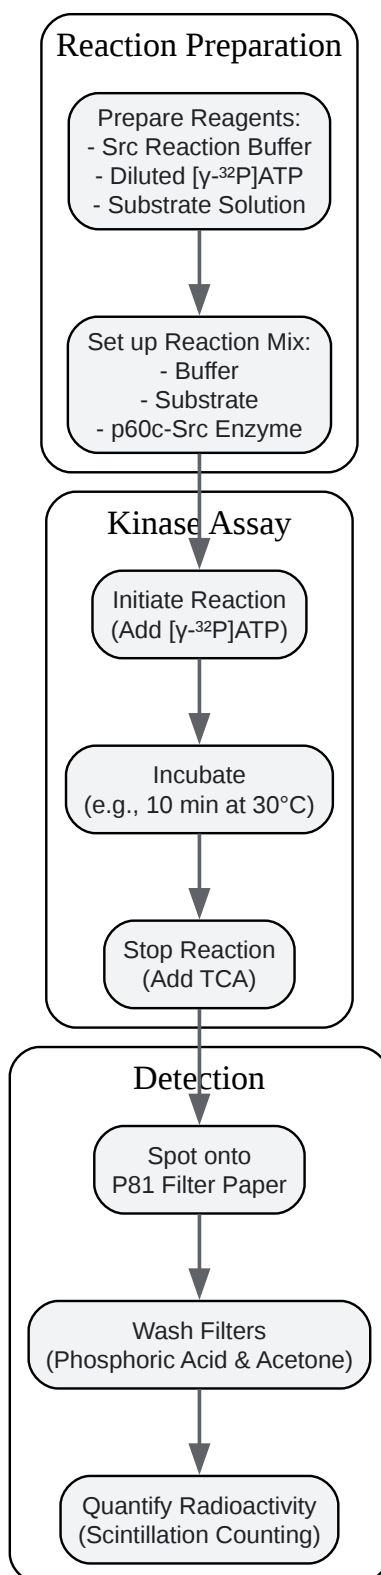 Reaction Preparation
Prepare Reagents:
- Src Reaction Buffer
- Diluted [γ-³²P]ATP
- Substrate Solution
Set up Reaction Mix:
- Buffer
- Substrate
- p60c-Src Enzyme
Kinase Assay
Initiate Reaction
(Add [γ-³²P]ATP)
Incubate
(e.g., 10 min at 30°C)
Stop Reaction
(Add TCA)
Detection
Spot onto
P81 Filter Paper
Wash Filters
(Phosphoric Acid & Acetone)
Quantify Radioactivity
(Scintillation Counting)